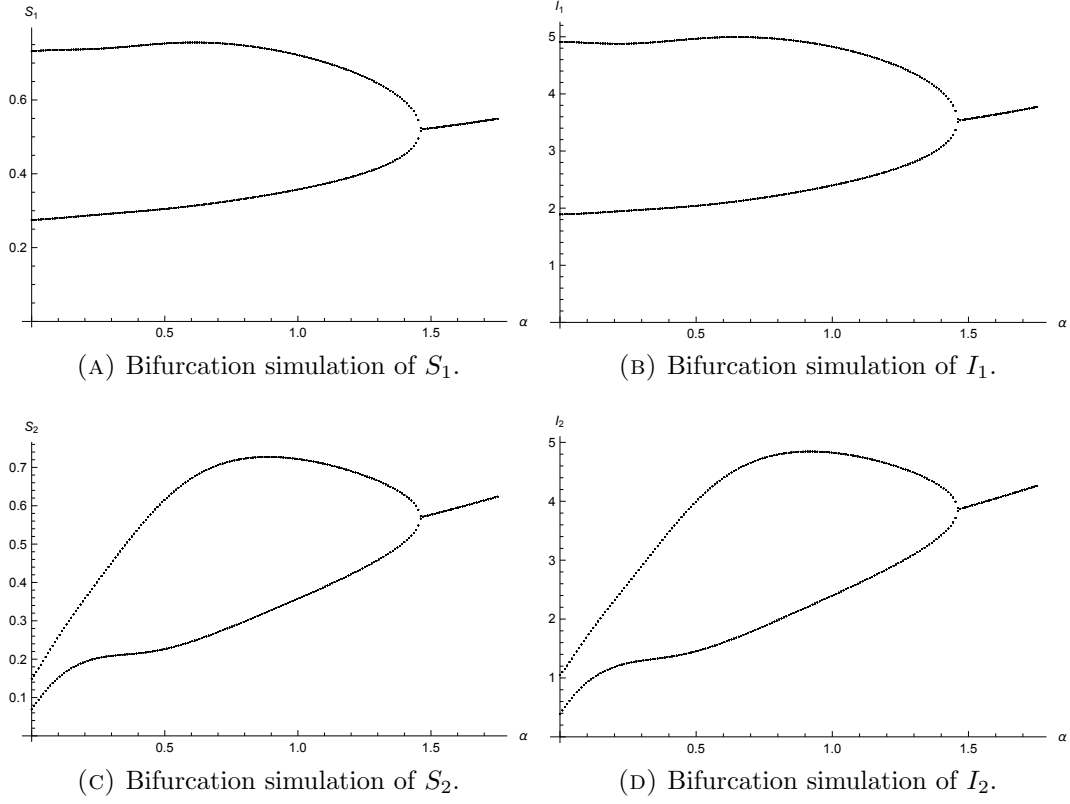 S₁
0.6
0.4
0.2
0.5
1.0
1.5
α
(A) Bifurcation simulation of S₁.
I₁
5
4
3
2
1
0.5
1.0
1.5
α
(B) Bifurcation simulation of I₁.
S₂
0.7
0.6
0.5
0.4
0.3
0.2
0.1
0.5
1.0
1.5
α
(C) Bifurcation simulation of S₂.
I₂
5
4
3
2
1
0.5
1.0
1.5
α
(D) Bifurcation simulation of I₂.